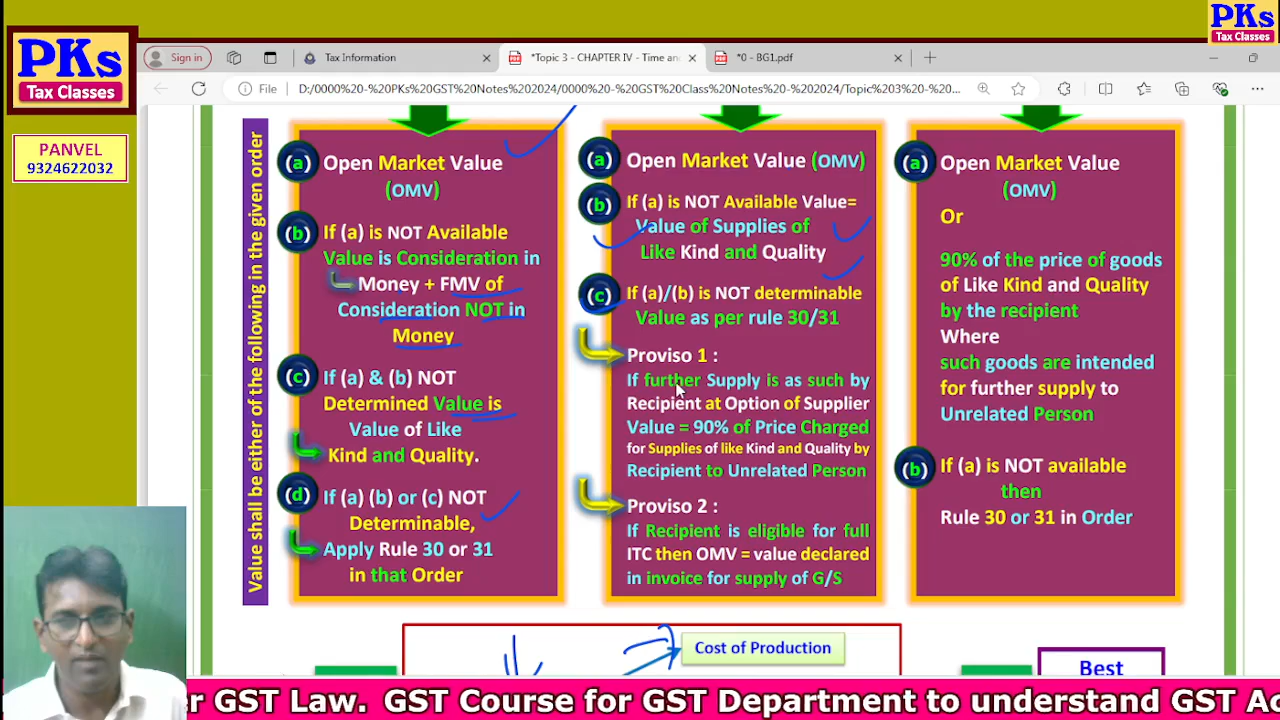 PKs
Tax Classes
PANVEL
9324622032
PKs
Tax Classes
Sign in
Tax Information
*Topic 3 - CHAPTER IV - Time an
*0 - BG1.pdf
File
D:/0000%20-%20PKs%20GST%20Notes%202024/0000%20-%20GST%20Class%20Notes%20-%202024/Topic%203%20-%20...
Value shall be either of the following in the given order
(a) Open Market Value
(OMV)
(b) If (a) is NOT Available
Value is Consideration in
Money + FMV of
Consideration NOT in
Money
(c) If (a) & (b) NOT
Determined Value is
Value of Like
Kind and Quality.
(d) If (a) (b) or (c) NOT
Determinable,
Apply Rule 30 or 31
in that Order
(a) Open Market Value (OMV)
(b) If (a) is NOT Available Value=
Value of Supplies of
Like Kind and Quality
(c) If (a)/(b) is NOT determinable
Value as per rule 30/31
Proviso 1 :
If further Supply is as such by
Recipient at Option of Supplier
Value = 90% of Price Charged
for Supplies of like Kind and Quality by
Recipient to Unrelated Person
Proviso 2 :
If Recipient is eligible for full
ITC then OMV = value declared
in invoice for supply of G/S
(a) Open Market Value
(OMV)
Or
90% of the price of goods
of Like Kind and Quality
by the recipient
Where
such goods are intended
for further supply to
Unrelated Person
(b) If (a) is NOT available
then
Rule 30 or 31 in Order
Cost of Production
Best
er GST Law. GST Course for GST Department to understand GST Ac